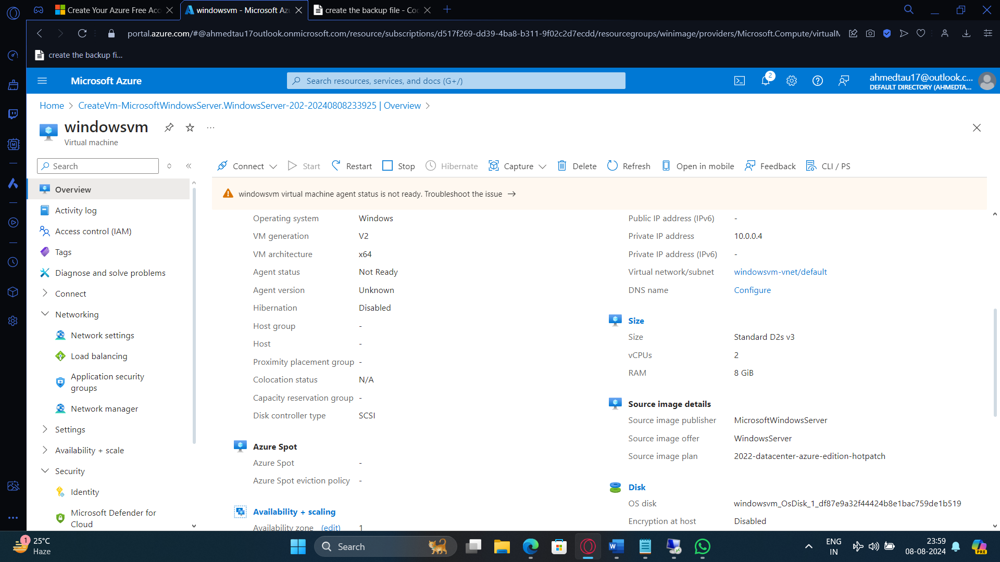 Create Your Azure Free Acc
windowsvm - Microsoft Az
create the backup file - Co
portal.azure.com/#@ahmedtau17outlook.onmicrosoft.com/resource/subscriptions/d517f269-dd39-4ba8-b311-9f02c2d7ecdd/resourcegroups/winimage/providers/Microsoft.Compute/virtualM
create the backup fi...
Microsoft Azure
Search resources, services, and docs (G+/)
2
ahmedtau17@outlook.c...
DEFAULT DIRECTORY (AHMEDTA...
Home > CreateVm-MicrosoftWindowsServer.WindowsServer-202-20240808233925 | Overview >
windowsvm
Virtual machine
Search
Connect
Start
Restart
Stop
Hibernate
Capture
Delete
Refresh
Open in mobile
Feedback
CLI / PS
windowsvm virtual machine agent status is not ready. Troubleshoot the issue →
Overview
Activity log
Access control (IAM)
Tags
Diagnose and solve problems
Connect
Networking
Network settings
Load balancing
Application security
groups
Network manager
Settings
Availability + scale
Security
Identity
Microsoft Defender for
Cloud
Operating system Windows
VM generation V2
VM architecture x64
Agent status Not Ready
Agent version Unknown
Hibernation Disabled
Host group -
Host -
Proximity placement group -
Colocation status N/A
Capacity reservation group -
Disk controller type SCSI
Azure Spot
Azure Spot -
Azure Spot eviction policy -
Availability + scaling
Availability zone (edit) 1
Public IP address (IPv6) -
Private IP address 10.0.0.4
Private IP address (IPv6) -
Virtual network/subnet windowsvm-vnet/default
DNS name Configure
Size
Size Standard D2s v3
vCPUs 2
RAM 8 GiB
Source image details
Source image publisher MicrosoftWindowsServer
Source image offer WindowsServer
Source image plan 2022-datacenter-azure-edition-hotpatch
Disk
OS disk windowsvm_OsDisk_1_df87e9a32f44424b8e1bac759de1b519
Encryption at host Disabled
1
25°C
Haze
Search
W
ENG
IN
23:59
08-08-2024
PRE